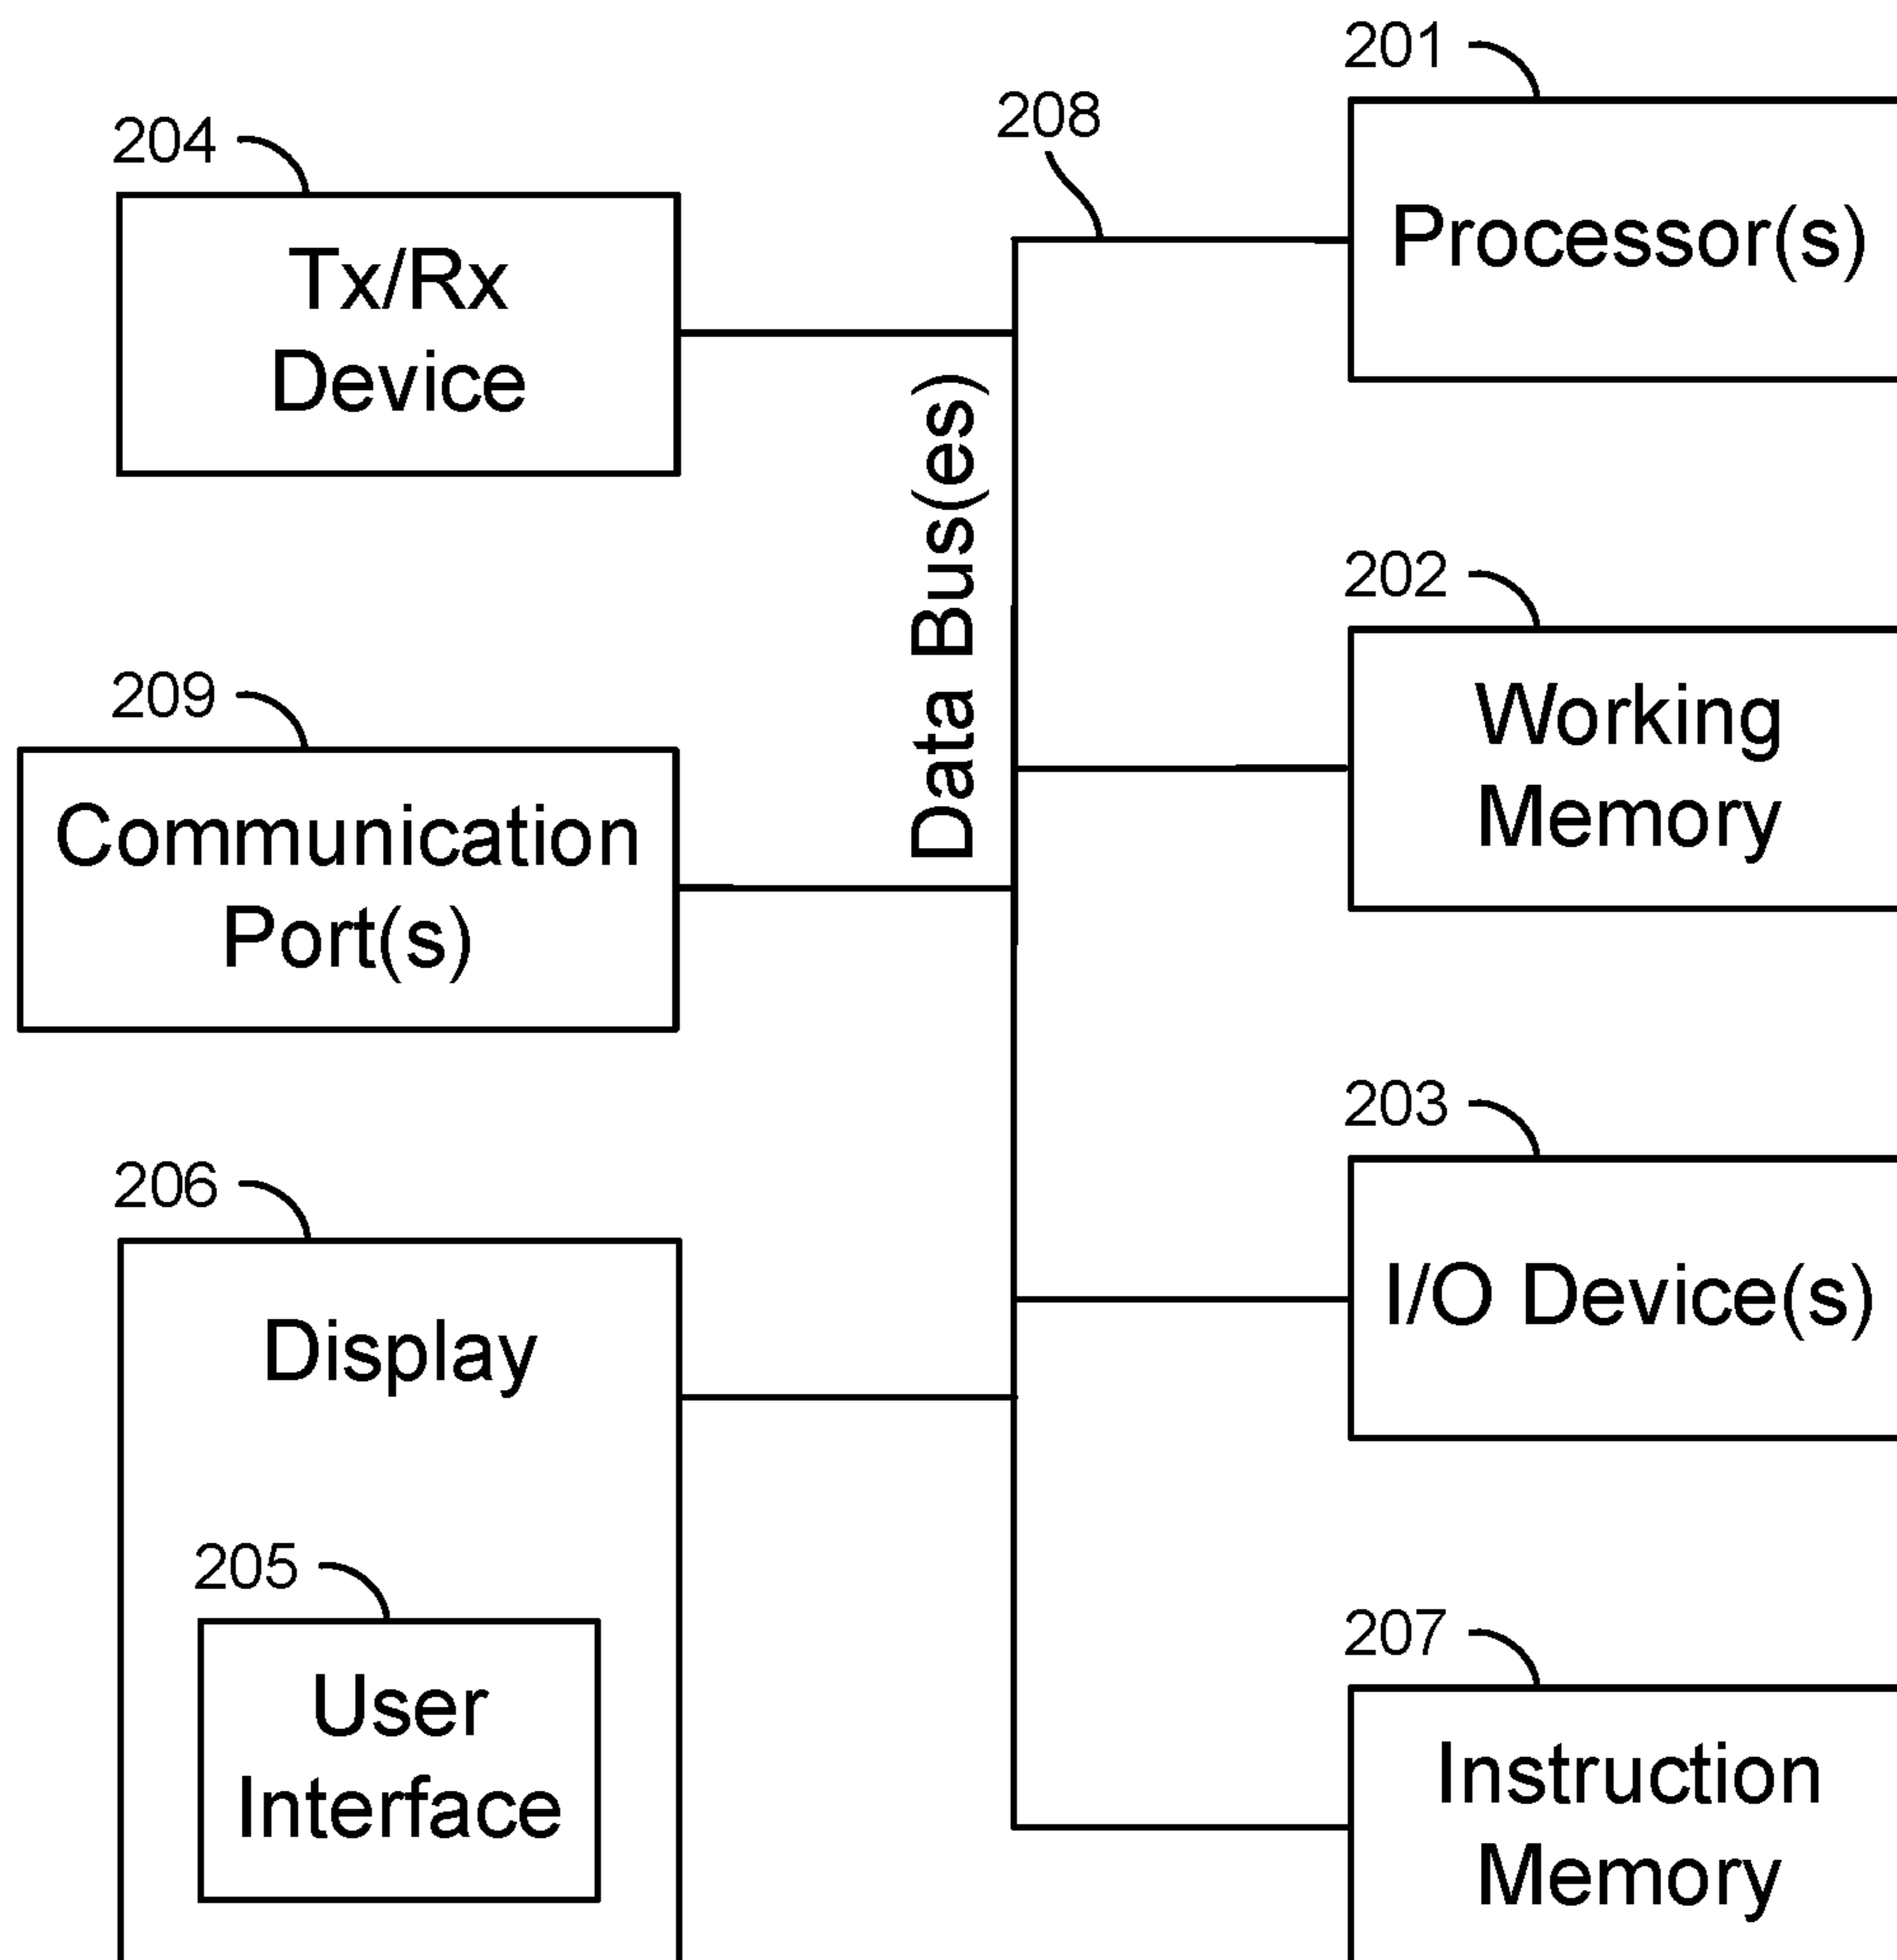 201
208
204
Processor(s)
Tx/Rx
Device
Data Bus(es)
202
209
Working
Memory
Communication
Port(s)
203
206
I/O Device(s)
Display
205
207
User
Interface
Instruction
Memory